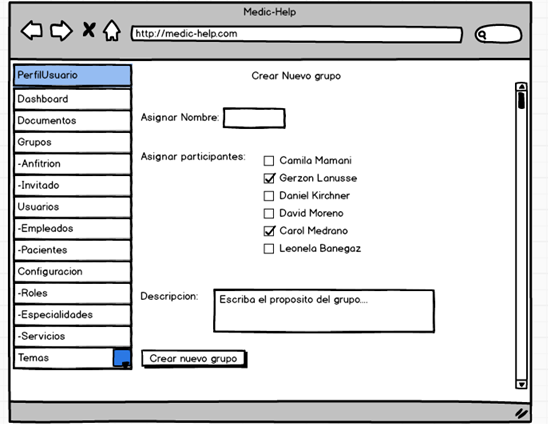 Medic-Help
http://medic-help.com
PerfilUsuario
Dashboard
Documentos
Grupos
-Anfitrion
-Invitado
Usuarios
-Empleados
-Pacientes
Configuracion
-Roles
-Especialidades
-Servicios
Temas
Crear Nuevo grupo
Asignar Nombre:
Asignar participantes:
Camila Mamani
Gerzon Lanusse
Daniel Kirchner
David Moreno
Carol Medrano
Leonela Banegaz
Descripcion:
Escriba el proposito del grupo....
Crear nuevo grupo